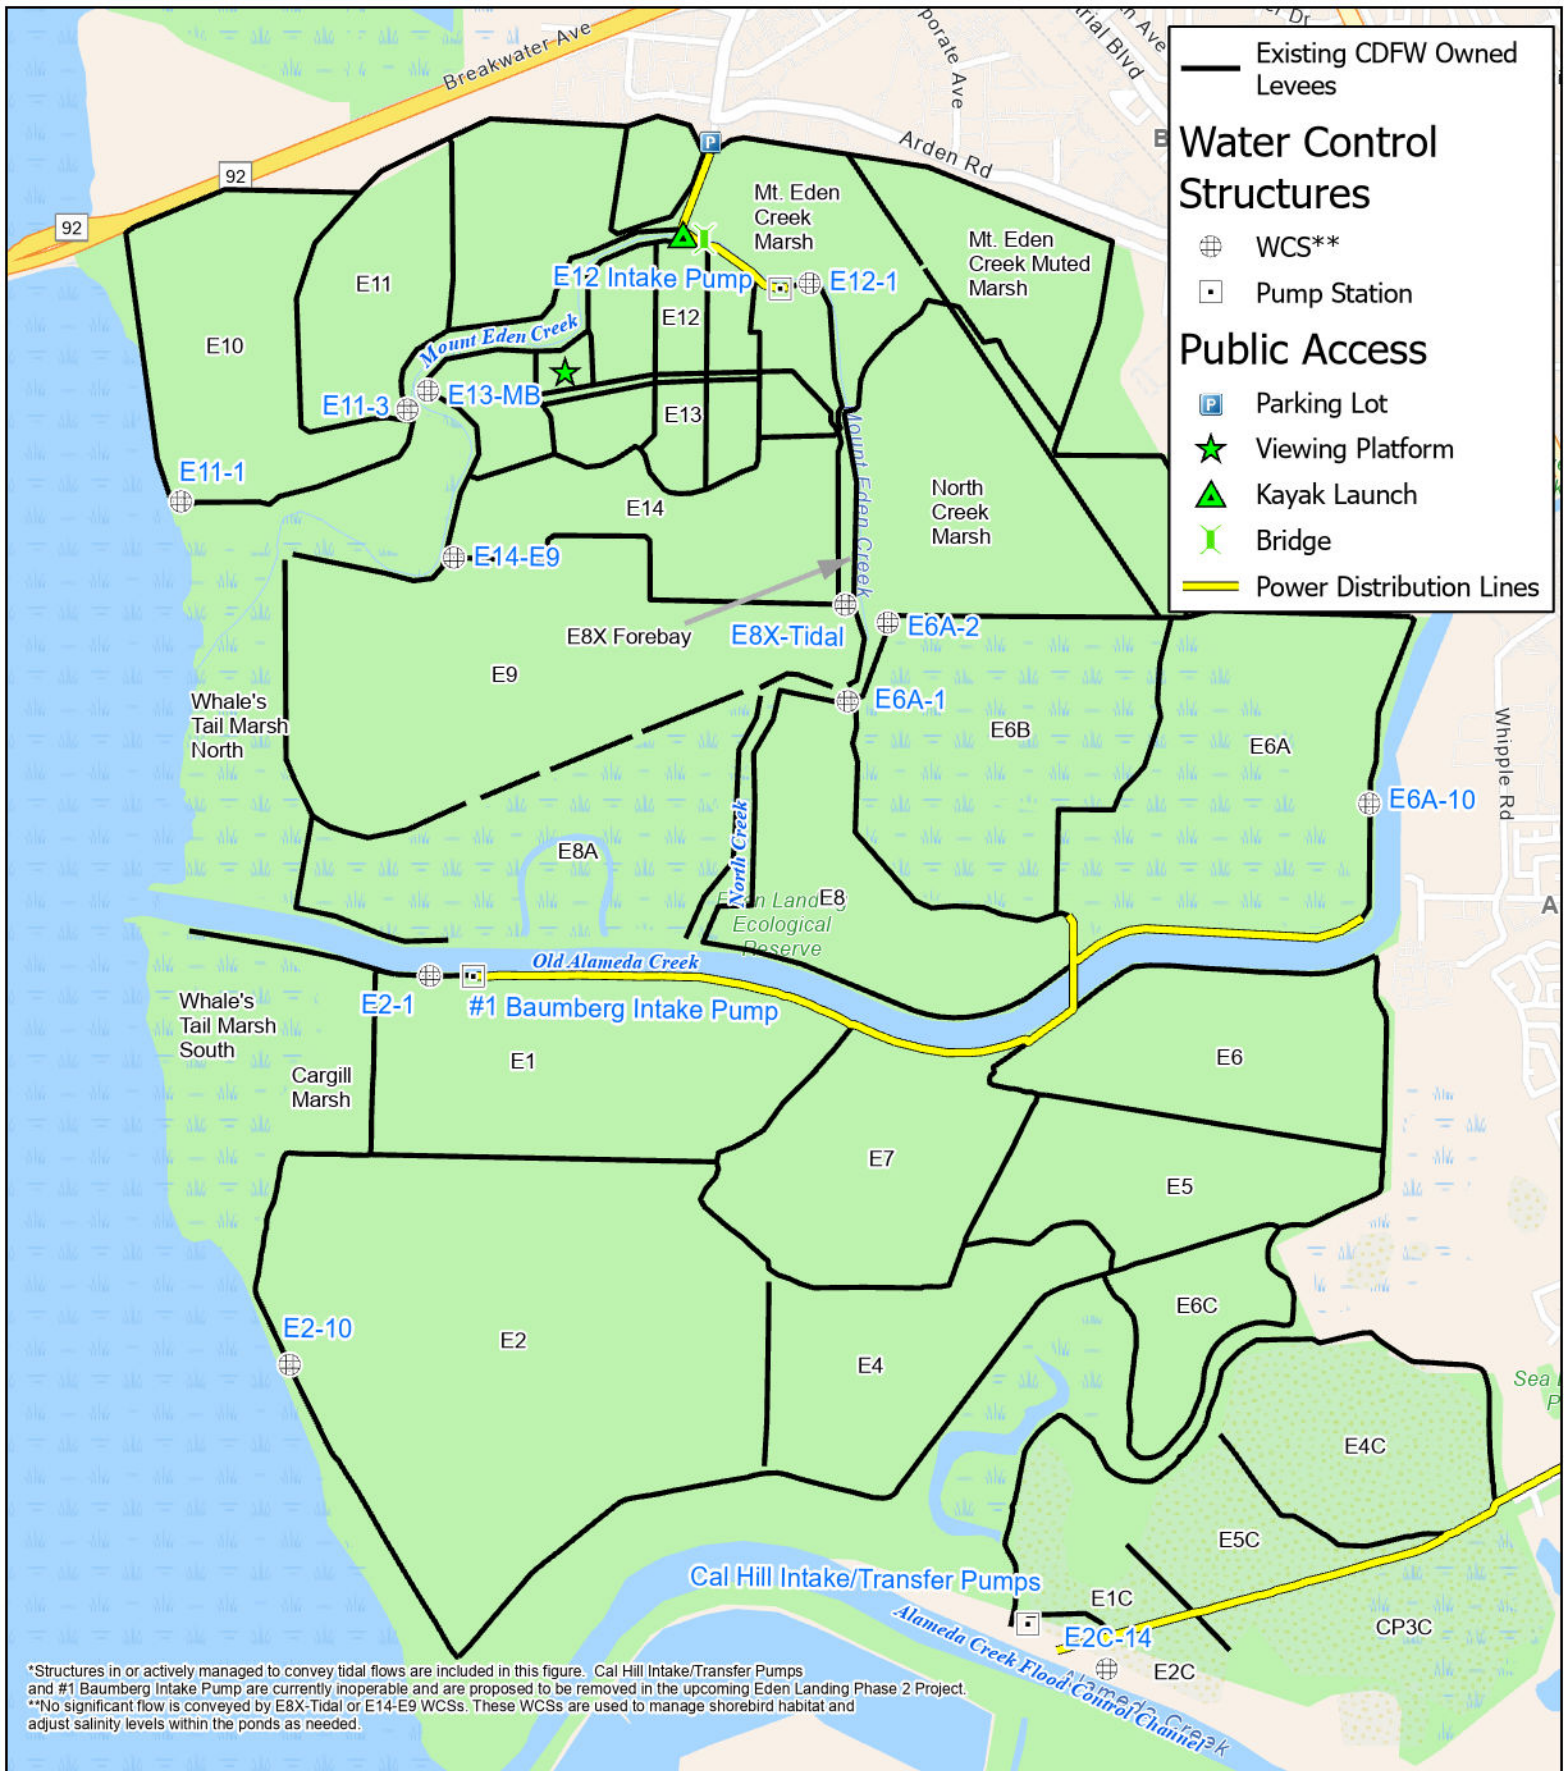 Breakwater Ave
porate Ave
trial Blvd
Ave
Arden Rd
92
92
Existing CDFW Owned
Levees
Water Control
Structures
WCS**
Pump Station
Public Access
P
Parking Lot
Viewing Platform
Kayak Launch
Bridge
Power Distribution Lines
P
Mt. Eden
Creek
Marsh
Mt. Eden
Creek Muted
Marsh
E11
E12 Intake Pump
E12-1
E12
E10
Mount Eden Creek
E13-MB
E11-3
E13
E11-1
Mount Eden Creek
North
Creek
Marsh
E14
E14-E9
E8X Forebay
E8X-Tidal
E6A-2
E9
E6A-1
Whale's
Tail Marsh
North
E6B
E6A
Whipple Rd
E6A-10
E8A
North Creek
E8
Ecological
Reserve
A
Old Alameda Creek
E2-1
#1 Baumberg Intake Pump
Whale's
Tail Marsh
South
Cargill
Marsh
E1
E6
E7
E5
E6C
E2-10
E2
E4
Sea
P
E4C
E5C
Cal Hill Intake/Transfer Pumps
E1C
E2C-14
CP3C
E2C
Alameda Creek Flood Control Channel
Alameda Creek
*Structures in or actively managed to convey tidal flows are included in this figure. Cal Hill Intake/Transfer Pumps
and #1 Baumberg Intake Pump are currently inoperable and are proposed to be removed in the upcoming Eden Landing Phase 2 Project.
**No significant flow is conveyed by E8X-Tidal or E14-E9 WCSs. These WCSs are used to manage shorebird habitat and
adjust salinity levels within the ponds as needed.